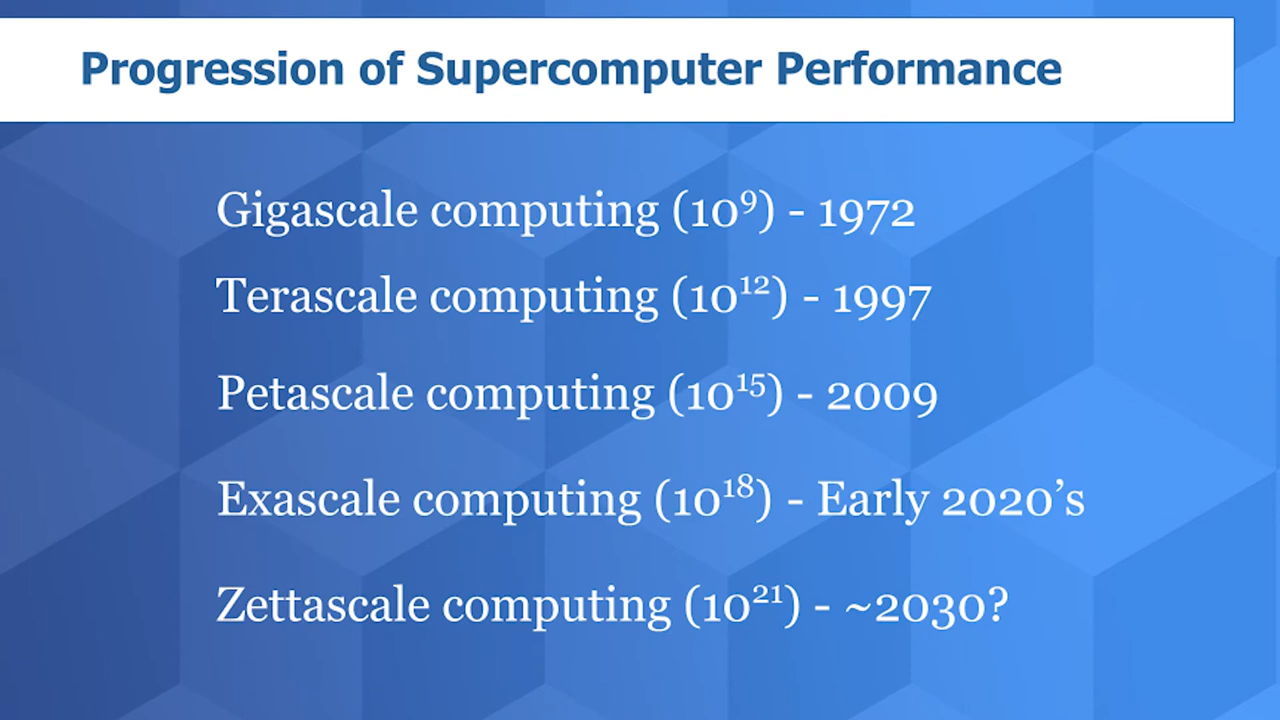 Progression of Supercomputer Performance
Gigascale computing (10⁹) - 1972
Terascale computing (10¹²) - 1997
Petascale computing (10¹⁵) - 2009
Exascale computing (10¹⁸) - Early 2020’s
Zettascale computing (10²¹) - ~2030?